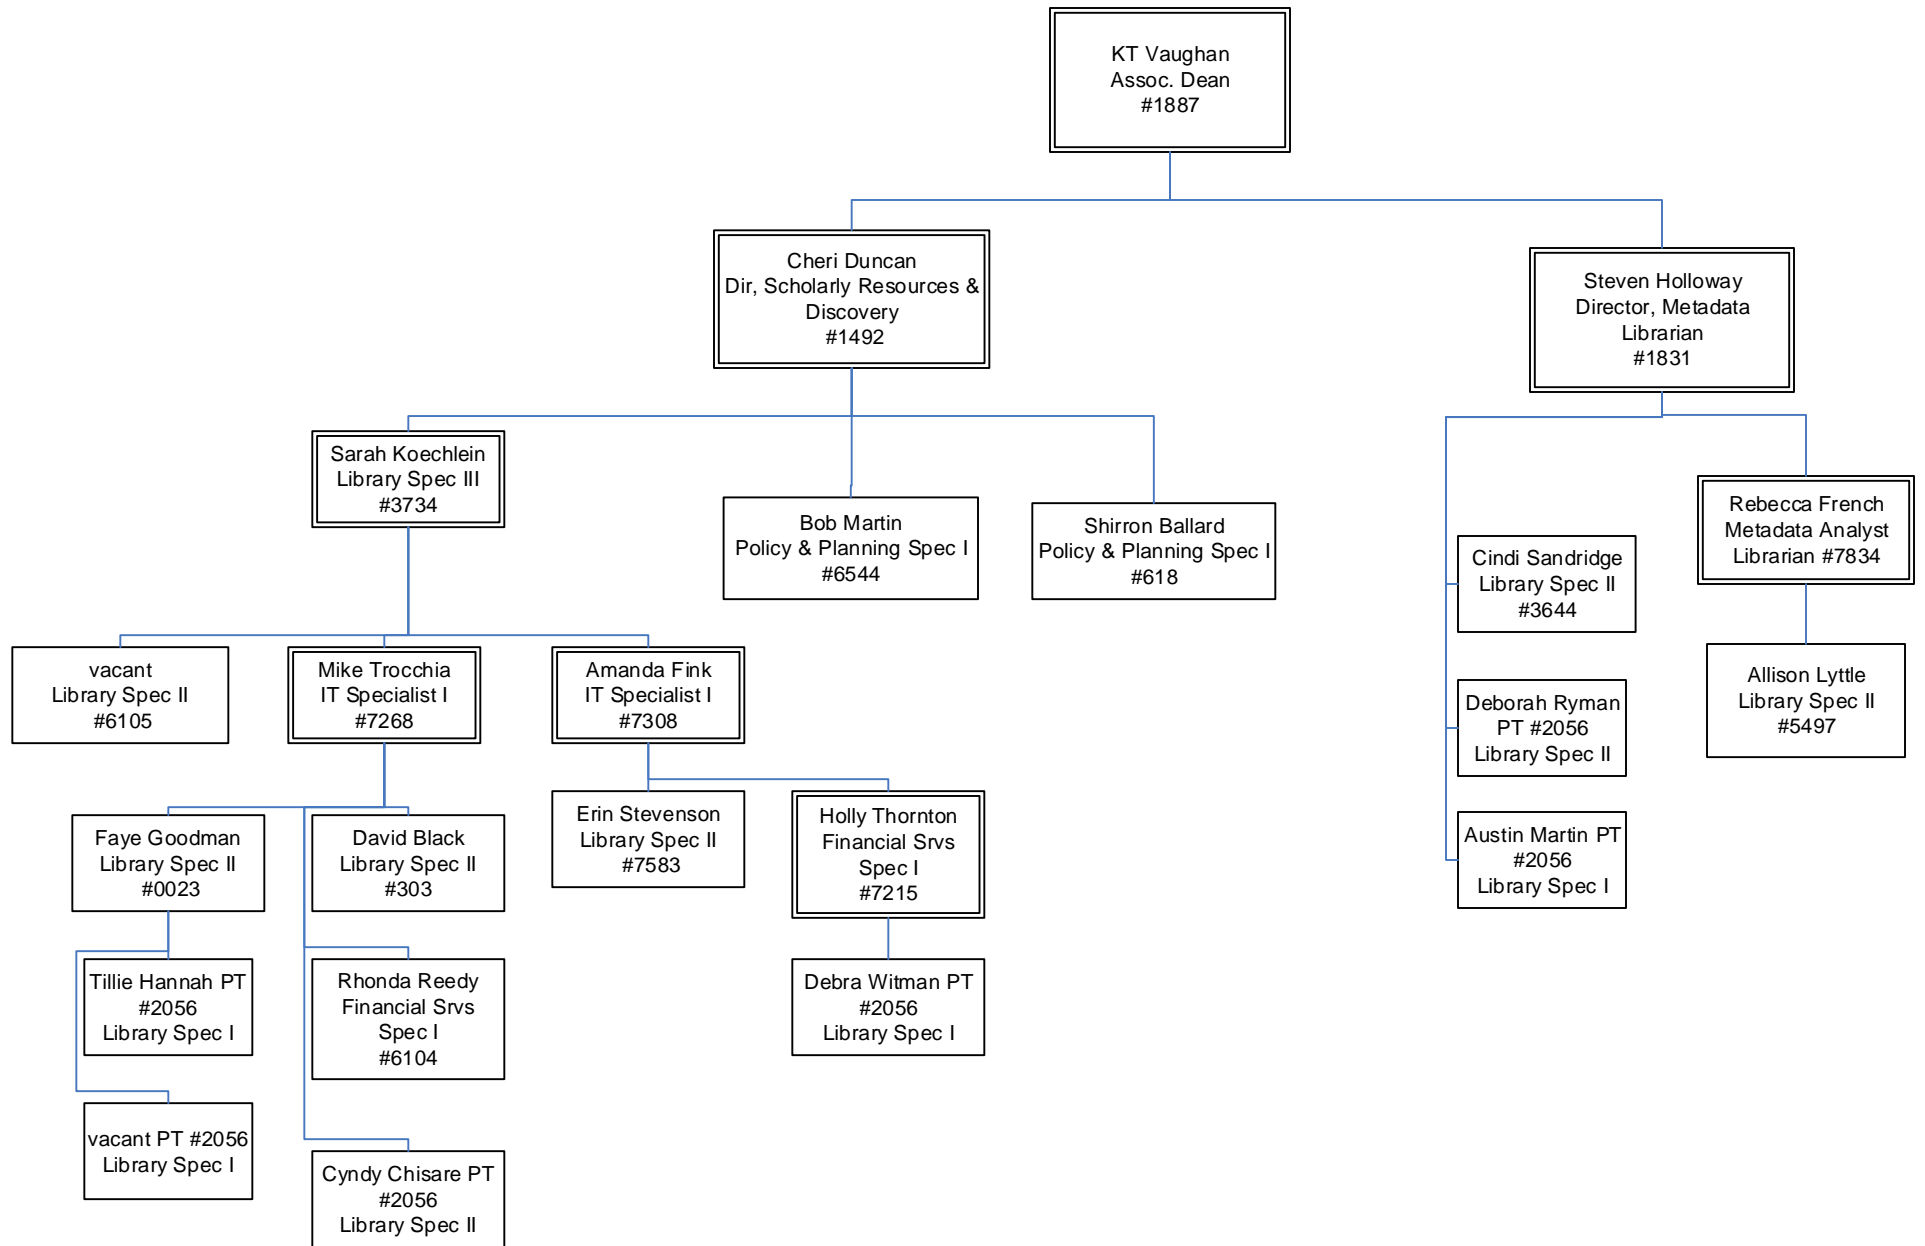 KT Vaughan
Assoc. Dean
#1887
Cheri Duncan
Dir, Scholarly Resources &
Discovery
#1492
Steven Holloway
Director, Metadata
Librarian
#1831
Sarah Koechlein
Library Spec III
#3734
Bob Martin
Policy & Planning Spec I
#6544
Shirron Ballard
Policy & Planning Spec I
#618
Rebecca French
Metadata Analyst
Librarian #7834
Cindi Sandridge
Library Spec II
#3644
vacant
Library Spec II
#6105
Mike Trocchia
IT Specialist I
#7268
Amanda Fink
IT Specialist I
#7308
Deborah Ryman
PT #2056
Library Spec II
Allison Lyttle
Library Spec II
#5497
Faye Goodman
Library Spec II
#0023
David Black
Library Spec II
#303
Erin Stevenson
Library Spec II
#7583
Holly Thornton
Financial Srvs
Spec I
#7215
Austin Martin PT
#2056
Library Spec I
Tillie Hannah PT
#2056
Library Spec I
Rhonda Reedy
Financial Srvs
Spec I
#6104
Debra Witman PT
#2056
Library Spec I
vacant PT #2056
Library Spec I
Cyndy Chisare PT
#2056
Library Spec II